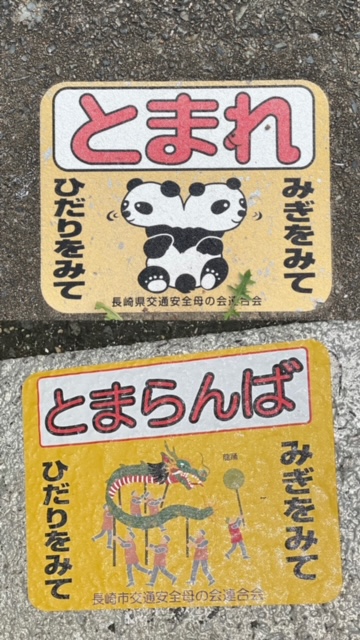 とまれ
みぎをみて
ひだりをみて
長崎県交通安全母の会連合会
とまらんば
みぎをみて
ひだりをみて
長崎市交通安全母の会連合会